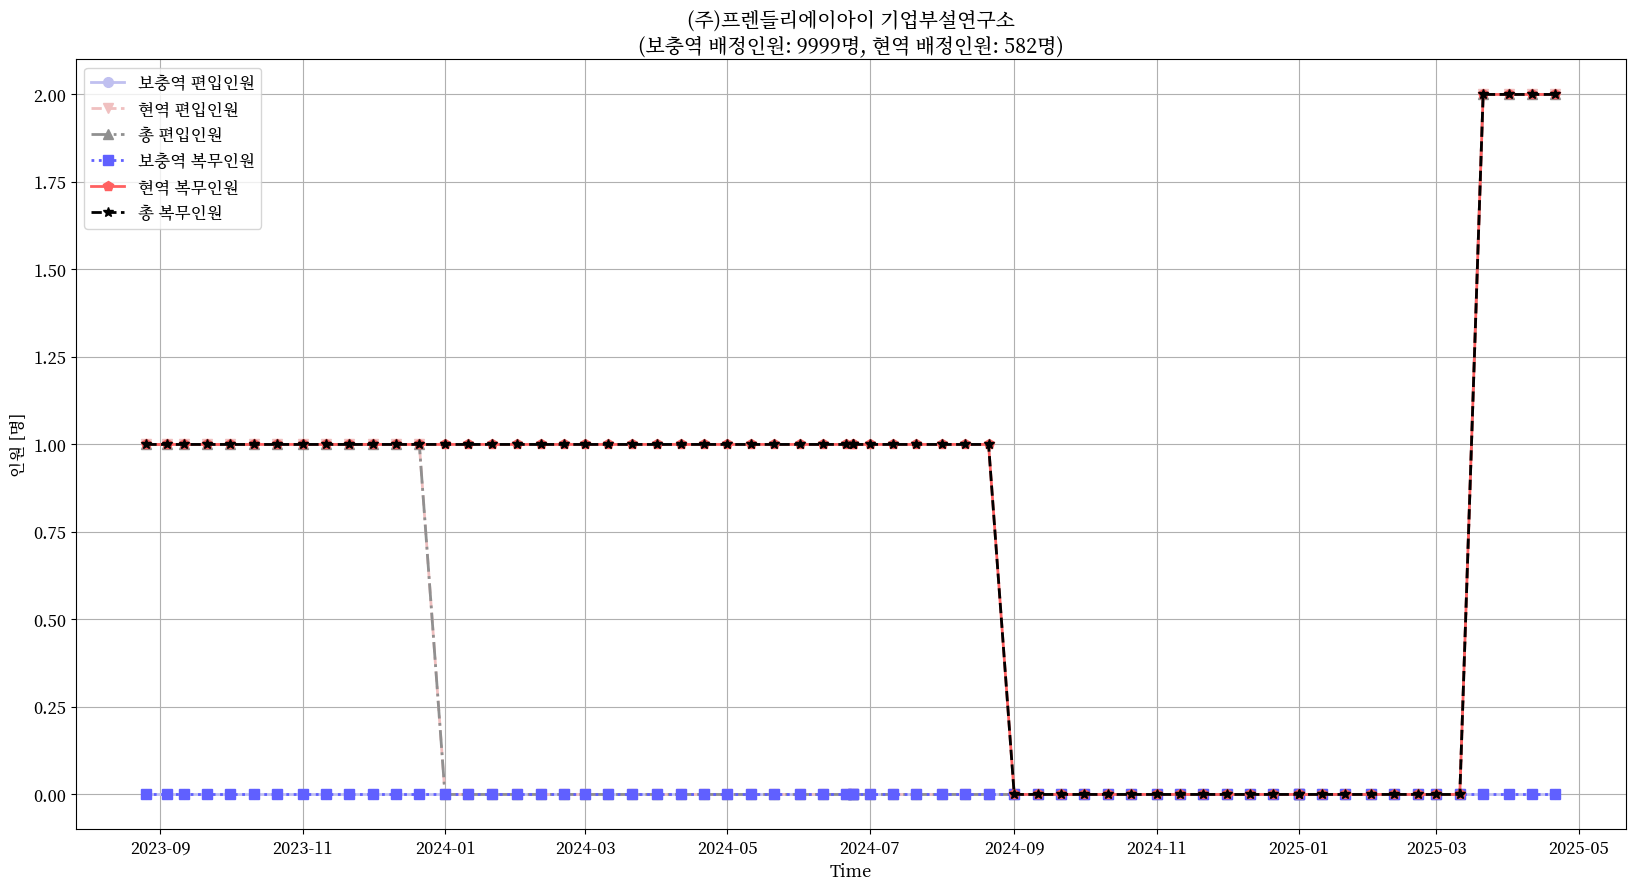 (주)프렌들리에이아이 기업부설연구소
(보충역 배정인원: 9999명, 현역 배정인원: 582명)
보충역 편입인원
현역 편입인원
총 편입인원
보충역 복무인원
현역 복무인원
총 복무인원
인원 [명]
2.00
1.75
1.50
1.25
1.00
0.75
0.50
0.25
0.00
2023-09
2023-11
2024-01
2024-03
2024-05
2024-07
2024-09
2024-11
2025-01
2025-03
2025-05
Time